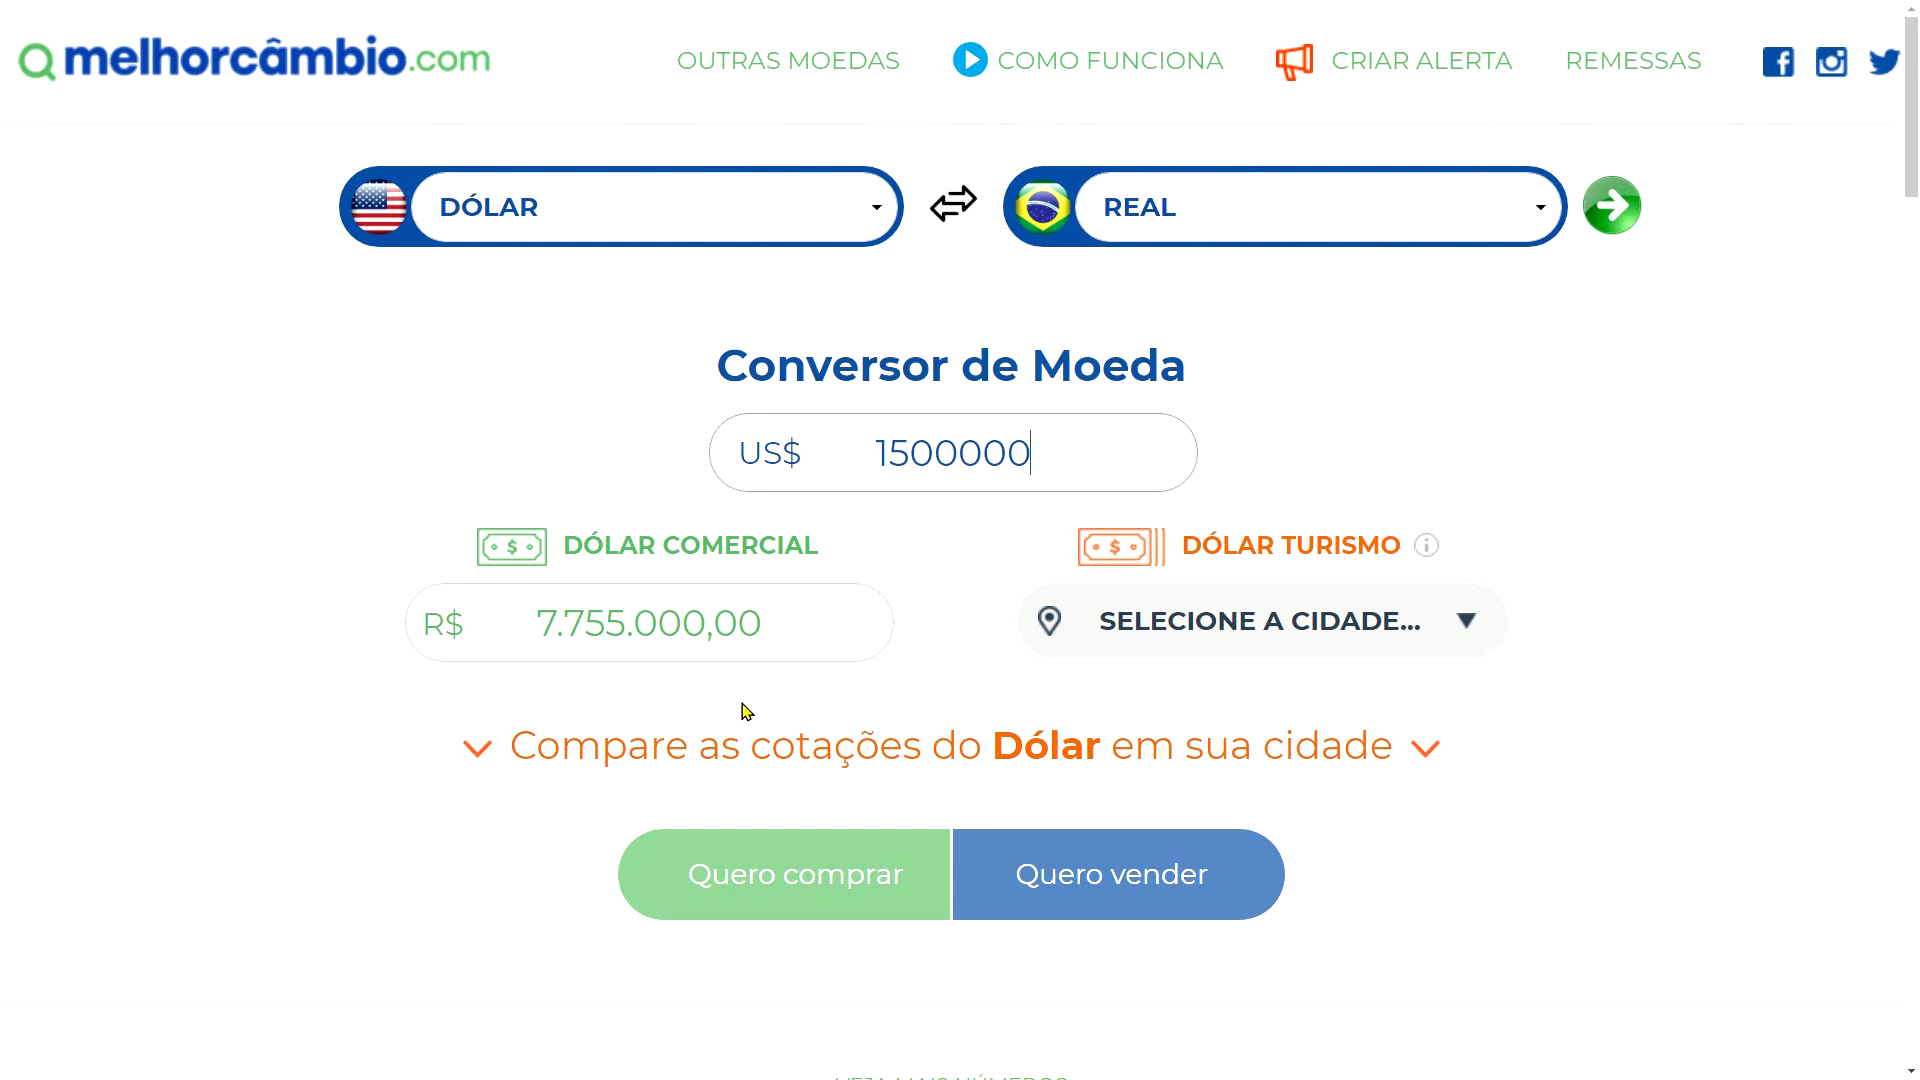 melhorcâmbio.com
OUTRAS MOEDAS
COMO FUNCIONA
CRIAR ALERTA
REMESSAS
DÓLAR
REAL
Conversor de Moeda
US$ 1500000
DÓLAR COMERCIAL
DÓLAR TURISMO
R$ 7.755.000,00
SELECIONE A CIDADE...
Compare as cotações do Dólar em sua cidade
Quero comprar
Quero vender